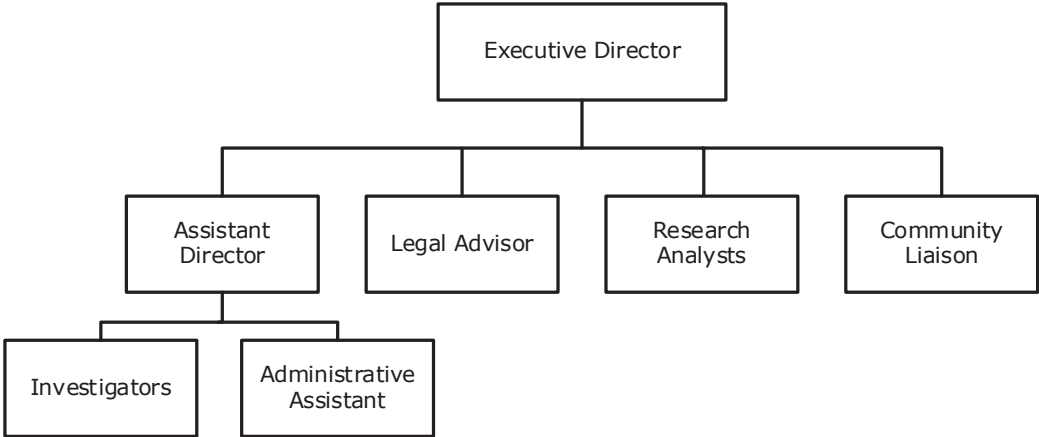 Executive Director
Assistant
Director
Legal Advisor
Research
Analysts
Community
Liaison
Investigators
Administrative
Assistant